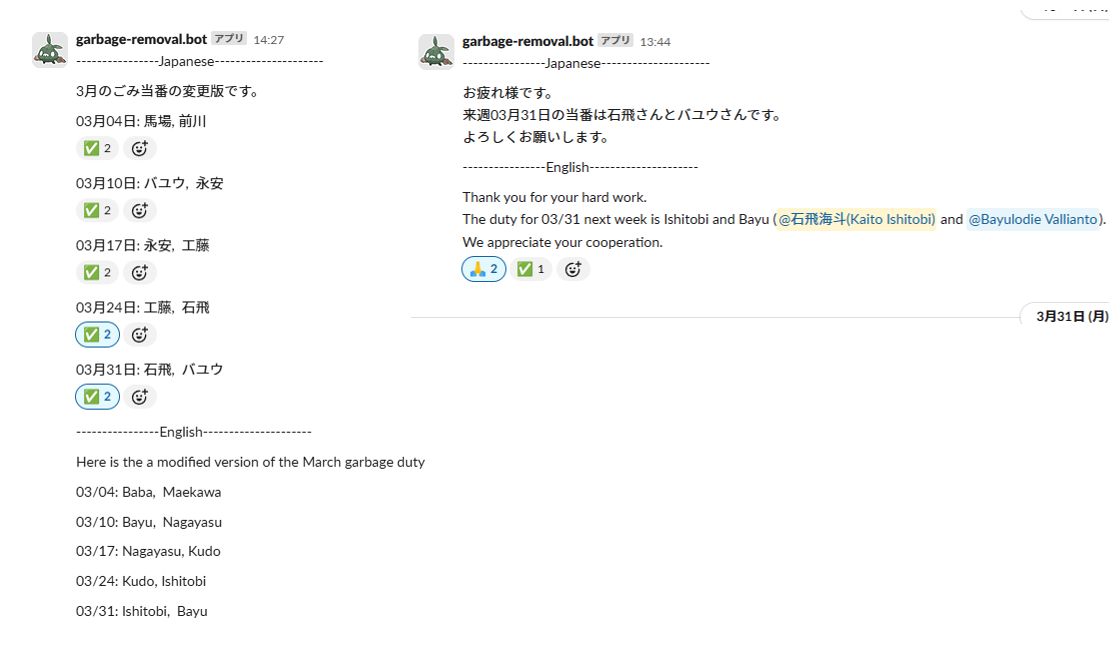 garbage-removal.bot アプリ 14:27
----------------Japanese---------------------
3月のごみ当番の変更版です。
03月04日: 馬場, 前川
✅ 2
03月10日: バユウ, 永安
✅ 2
03月17日: 永安, 工藤
✅ 2
03月24日: 工藤, 石飛
✅ 2
03月31日: 石飛, バユウ
✅ 2
----------------English---------------------
Here is the a modified version of the March garbage duty
03/04: Baba, Maekawa
03/10: Bayu, Nagayasu
03/17: Nagayasu, Kudo
03/24: Kudo, Ishitobi
03/31: Ishitobi, Bayu
garbage-removal.bot アプリ 13:44
----------------Japanese---------------------
お疲れ様です。
来週03月31日の当番は石飛さんとバユウさんです。
よろしくお願いします。
----------------English---------------------
Thank you for your hard work.
The duty for 03/31 next week is Ishitobi and Bayu (@石飛海斗(Kaito Ishitobi) and @Bayulodie Vallianto).
We appreciate your cooperation.
🙏 2 ✅ 1
3月31日 (月)